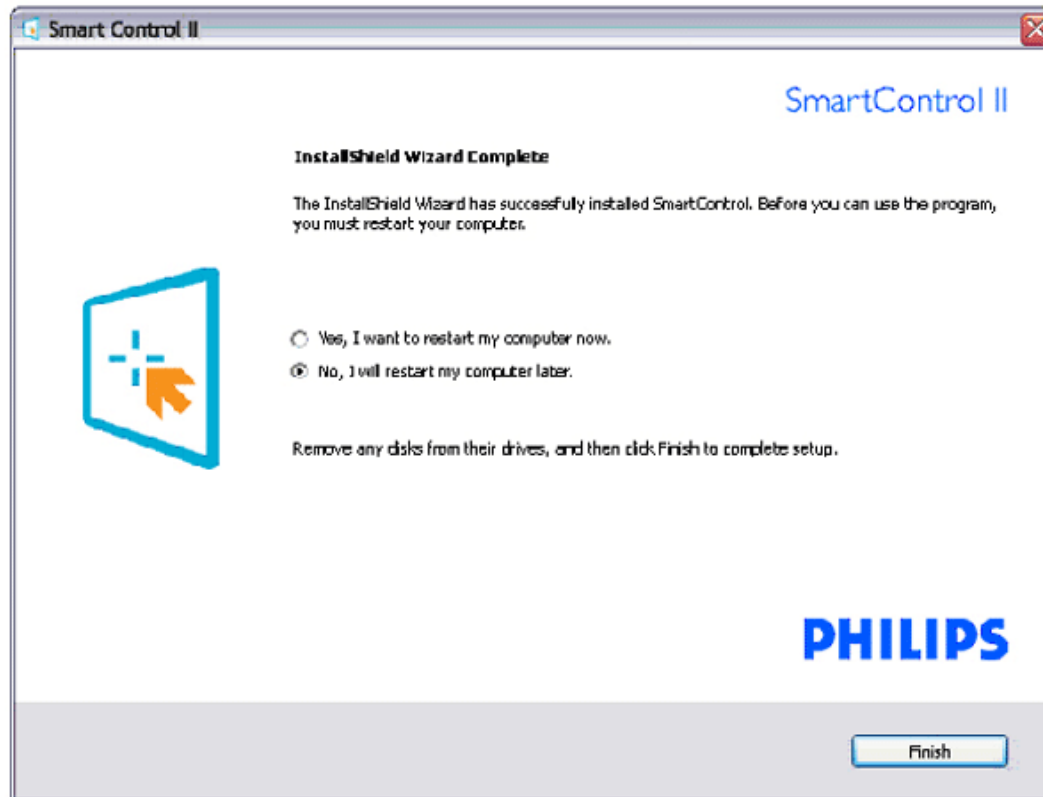 Smart Control II
SmartControl II
InstallShield Wizard Complete
The InstallShield Wizard has successfully installed SmartControl. Before you can use the program,
you must restart your computer.
Yes, I want to restart my computer now.
No, I will restart my computer later.
Remove any disks from their drives, and then click Finish to complete setup.
PHILIPS
Finish